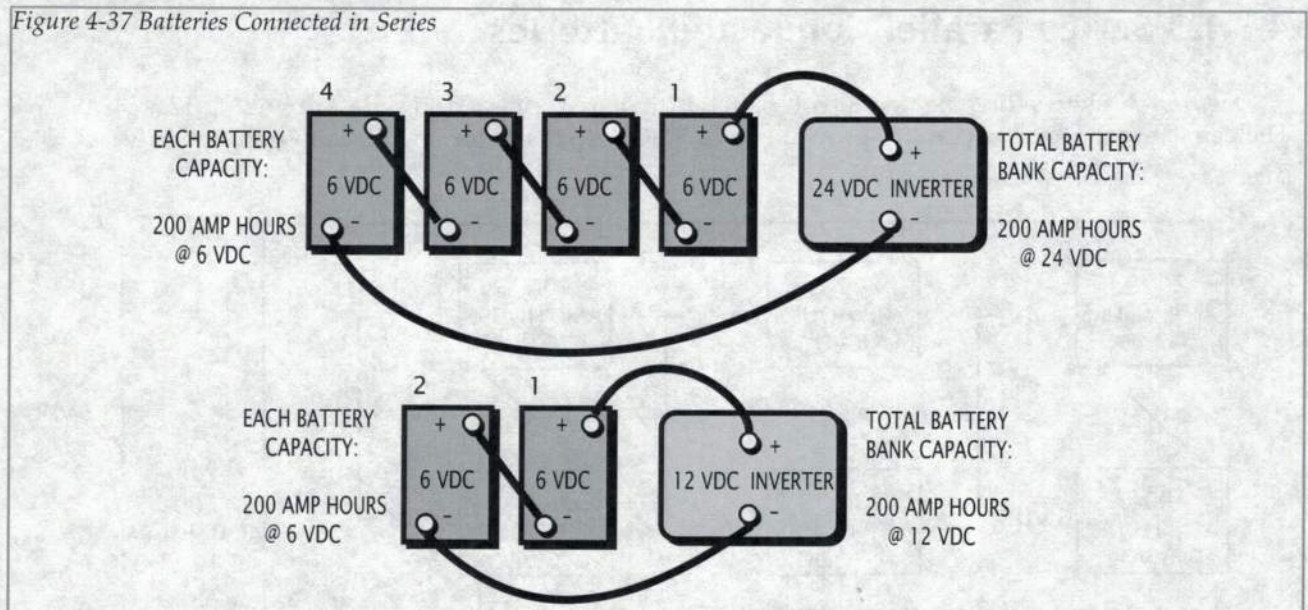 Figure 4-37 Batteries Connected in Series
4 3 2 1
EACH BATTERY
CAPACITY:
200 AMP HOURS
@ 6 VDC
+ + + +
6 VDC 6 VDC 6 VDC 6 VDC
- - - -
+
24 VDC INVERTER
-
TOTAL BATTERY
BANK CAPACITY:
200 AMP HOURS
@ 24 VDC
2 1
EACH BATTERY
CAPACITY:
200 AMP HOURS
@ 6 VDC
+ +
6 VDC 6 VDC
- -
+
12 VDC INVERTER
-
TOTAL BATTERY
BANK CAPACITY:
200 AMP HOURS
@ 12 VDC